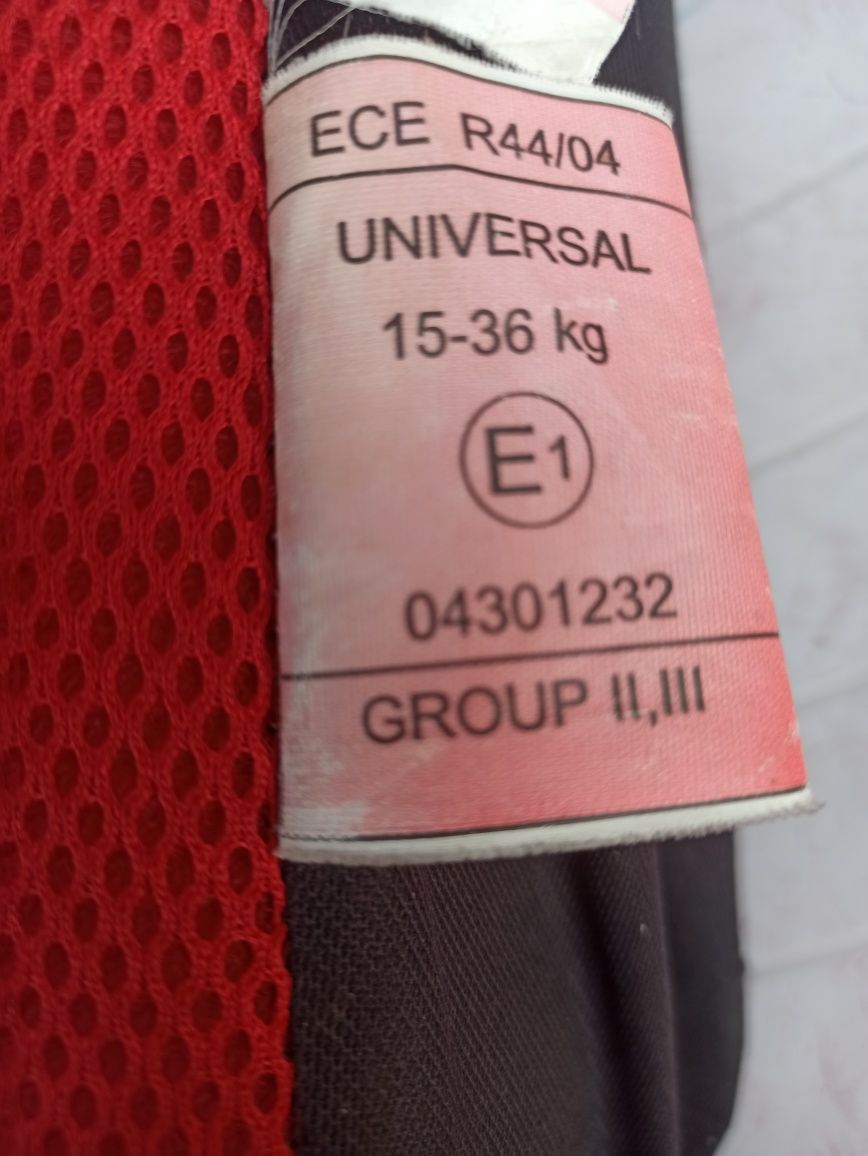 ECE R44/04
UNIVERSAL
15-36 kg
E1
04301232
GROUP II,III